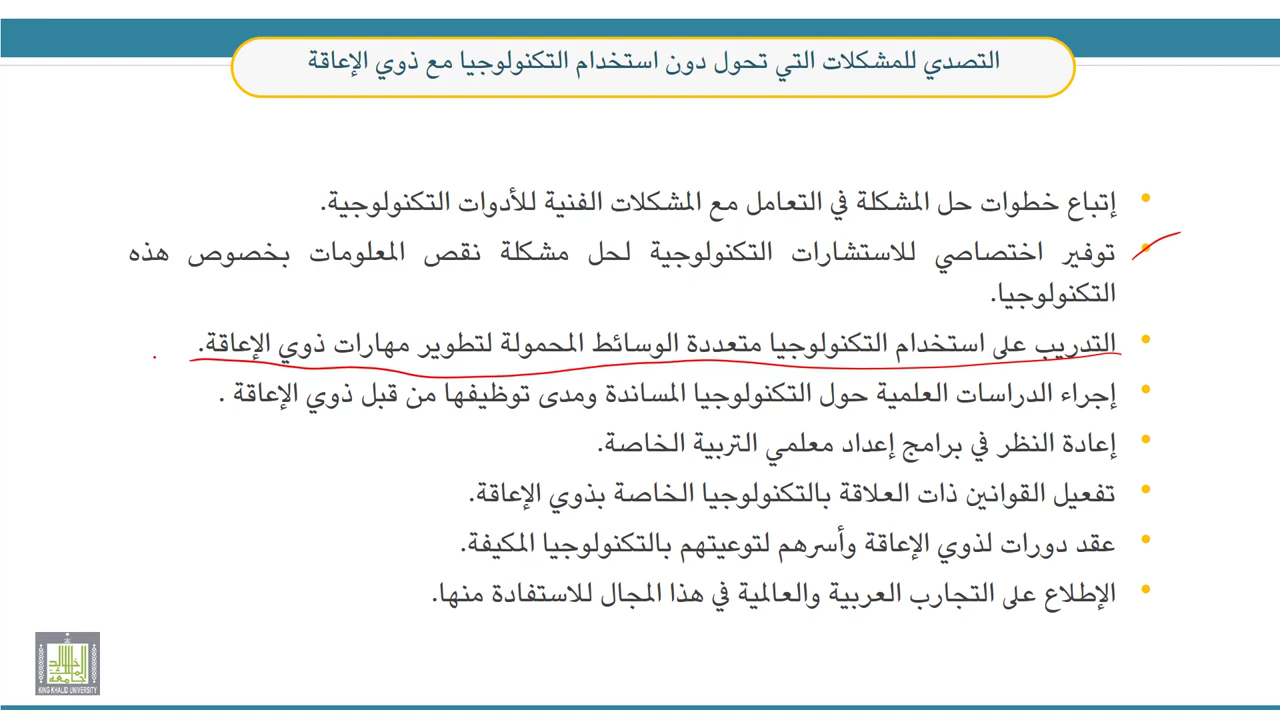 التصدي للمشكلات التي تحول دون استخدام التكنولوجيا مع ذوي الإعاقة
• إتباع خطوات حل المشكلة في التعامل مع المشكلات الفنية للأدوات التكنولوجية.
• توفير اختصاصي للاستشارات التكنولوجية لحل مشكلة نقص المعلومات بخصوص هذه
التكنولوجيا.
• التدريب على استخدام التكنولوجيا متعددة الوسائط المحمولة لتطوير مهارات ذوي الإعاقة.
• إجراء الدراسات العلمية حول التكنولوجيا المساندة ومدى توظيفها من قبل ذوي الإعاقة .
• إعادة النظر في برامج إعداد معلمي التربية الخاصة.
• تفعيل القوانين ذات العلاقة بالتكنولوجيا الخاصة بذوي الإعاقة.
• عقد دورات لذوي الإعاقة وأسرهم لتوعيتهم بالتكنولوجيا المكيفة.
• الإطلاع على التجارب العربية والعالمية في هذا المجال للاستفادة منها.
جامعة الملك خالد
KING KHALID UNIVERSITY